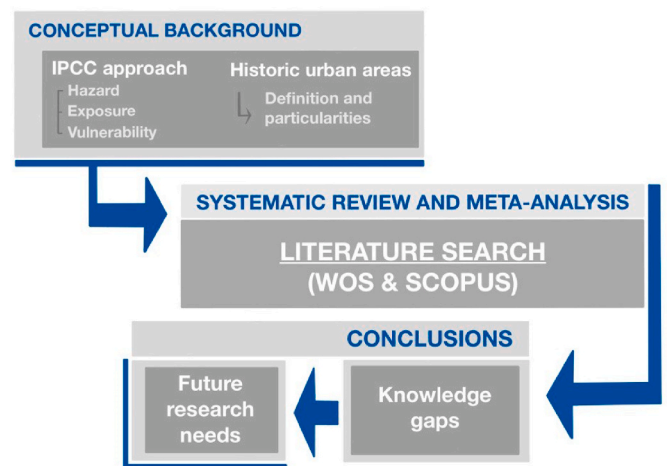 CONCEPTUAL BACKGROUND
IPCC approach
Hazard
Exposure
Vulnerability
Historic urban areas
Definition and
particularities
SYSTEMATIC REVIEW AND META-ANALYSIS
LITERATURE SEARCH
(WOS & SCOPUS)
CONCLUSIONS
Future
research
needs
Knowledge
gaps